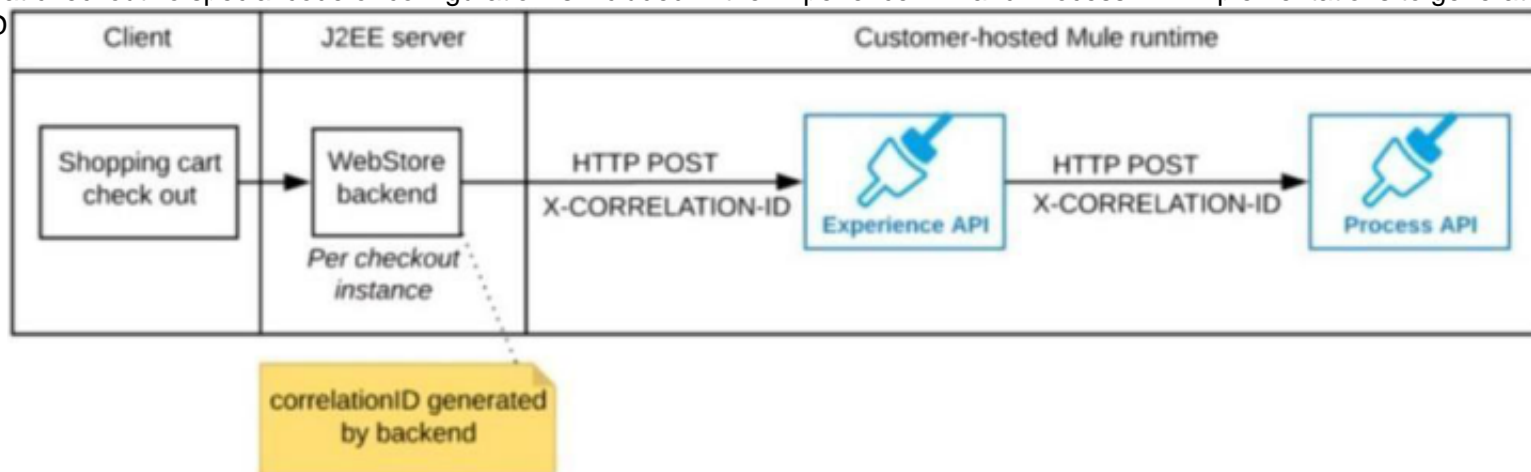 Client
J2EE server
Customer-hosted Mule runtime
Shopping cart
check out
WebStore
backend
Per checkout
instance
HTTP POST
X-CORRELATION-ID
Experience API
HTTP POST
X-CORRELATION-ID
Process API
correlationID generated
by backend